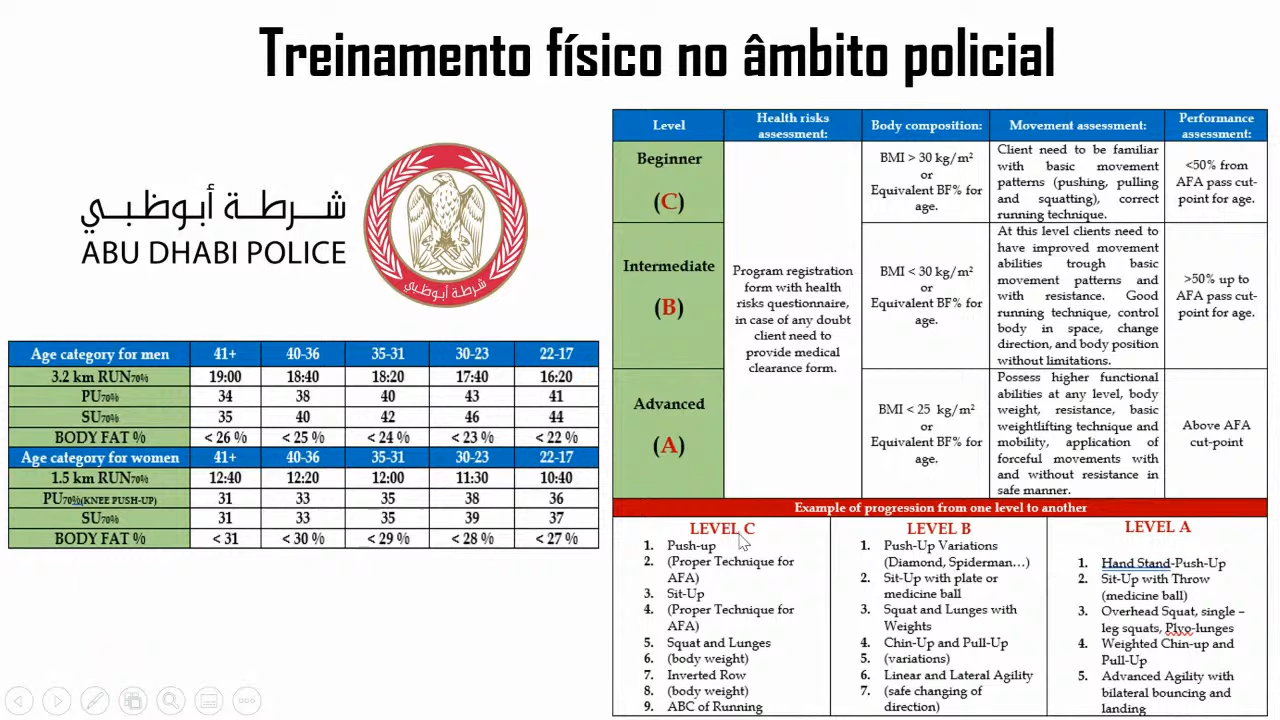 Treinamento físico no âmbito policial
شرطة أبوظبي
ABU DHABI POLICE
شرطة أبوظبي
Age category for men 41+ 40-36 35-31 30-23 22-17
3.2 km RUN70% 19:00 18:40 18:20 17:40 16:20
PU70% 34 38 40 43 41
SU70% 35 40 42 46 44
BODY FAT % < 26 % < 25 % < 24 % < 23 % < 22 %
Age category for women 41+ 40-36 35-31 30-23 22-17
1.5 km RUN70% 12:40 12:20 12:00 11:30 10:40
PU70%(KNEE PUSH-UP) 31 33 35 38 36
SU70% 31 33 35 39 37
BODY FAT % < 31 < 30 % < 29 % < 28 % < 27 %
Level
Health risks
assessment:
Body composition:
Movement assessment:
Performance
assessment:
Beginner
(C)
BMI > 30 kg/m²
or
Equivalent BF% for
age.
Client need to be familiar
with basic movement
patterns (pushing, pulling
and squatting), correct
running technique.
<50% from
AFA pass cut-
point for age.
Intermediate
(B)
Program registration
form with health
risks questionnaire,
in case of any doubt
client need to
provide medical
clearance form.
BMI < 30 kg/m²
or
Equivalent BF% for
age.
At this level clients need to
have improved movement
abilities trough basic
movement patterns and
with resistance. Good
running technique, control
body in space, change
direction, and body position
without limitations.
>50% up to
AFA pass cut-
point for age.
Advanced
(A)
BMI < 25 kg/m²
or
Equivalent BF% for
age.
Possess higher functional
abilities at any level, body
weight, resistance, basic
weightlifting technique and
mobility, application of
forceful movements with
and without resistance in
safe manner.
Above AFA
cut-point
Example of progression from one level to another
LEVEL C
1. Push-up
2. (Proper Technique for
AFA)
3. Sit-Up
4. (Proper Technique for
AFA)
5. Squat and Lunges
6. (body weight)
7. Inverted Row
8. (body weight)
9. ABC of Running
LEVEL B
1. Push-Up Variations
(Diamond, Spiderman…)
2. Sit-Up with plate or
medicine ball
3. Squat and Lunges with
Weights
4. Chin-Up and Pull-Up
5. (variations)
6. Linear and Lateral Agility
7. (safe changing of
direction)
LEVEL A
1. Hand Stand-Push-Up
2. Sit-Up with Throw
(medicine ball)
3. Overhead Squat, single –
leg squats, Plyo-lunges
4. Weighted Chin-up and
Pull-Up
5. Advanced Agility with
bilateral bouncing and
landing